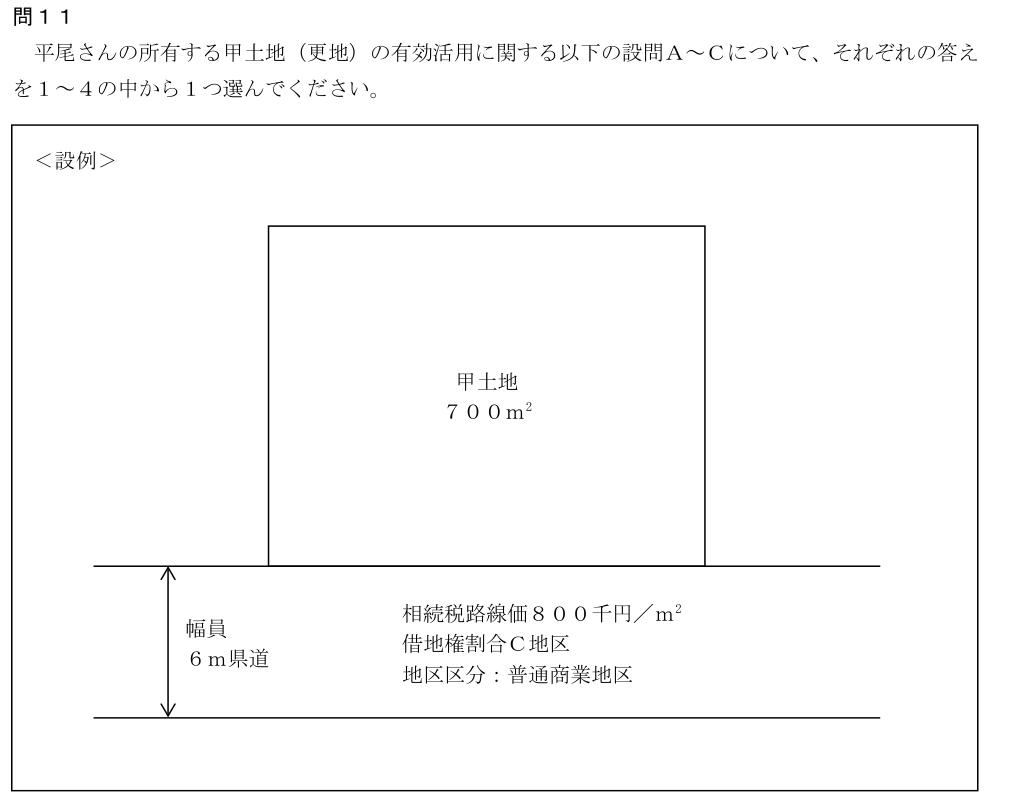 問11
平尾さんの所有する甲土地（更地）の有効活用に関する以下の設問A～Cについて、それぞれの答え
を１～４の中から１つ選んでください。
＜設例＞
甲土地
７００m²
相続税路線価８００千円／m²
幅員
借地権割合C地区
６m県道
地区区分：普通商業地区